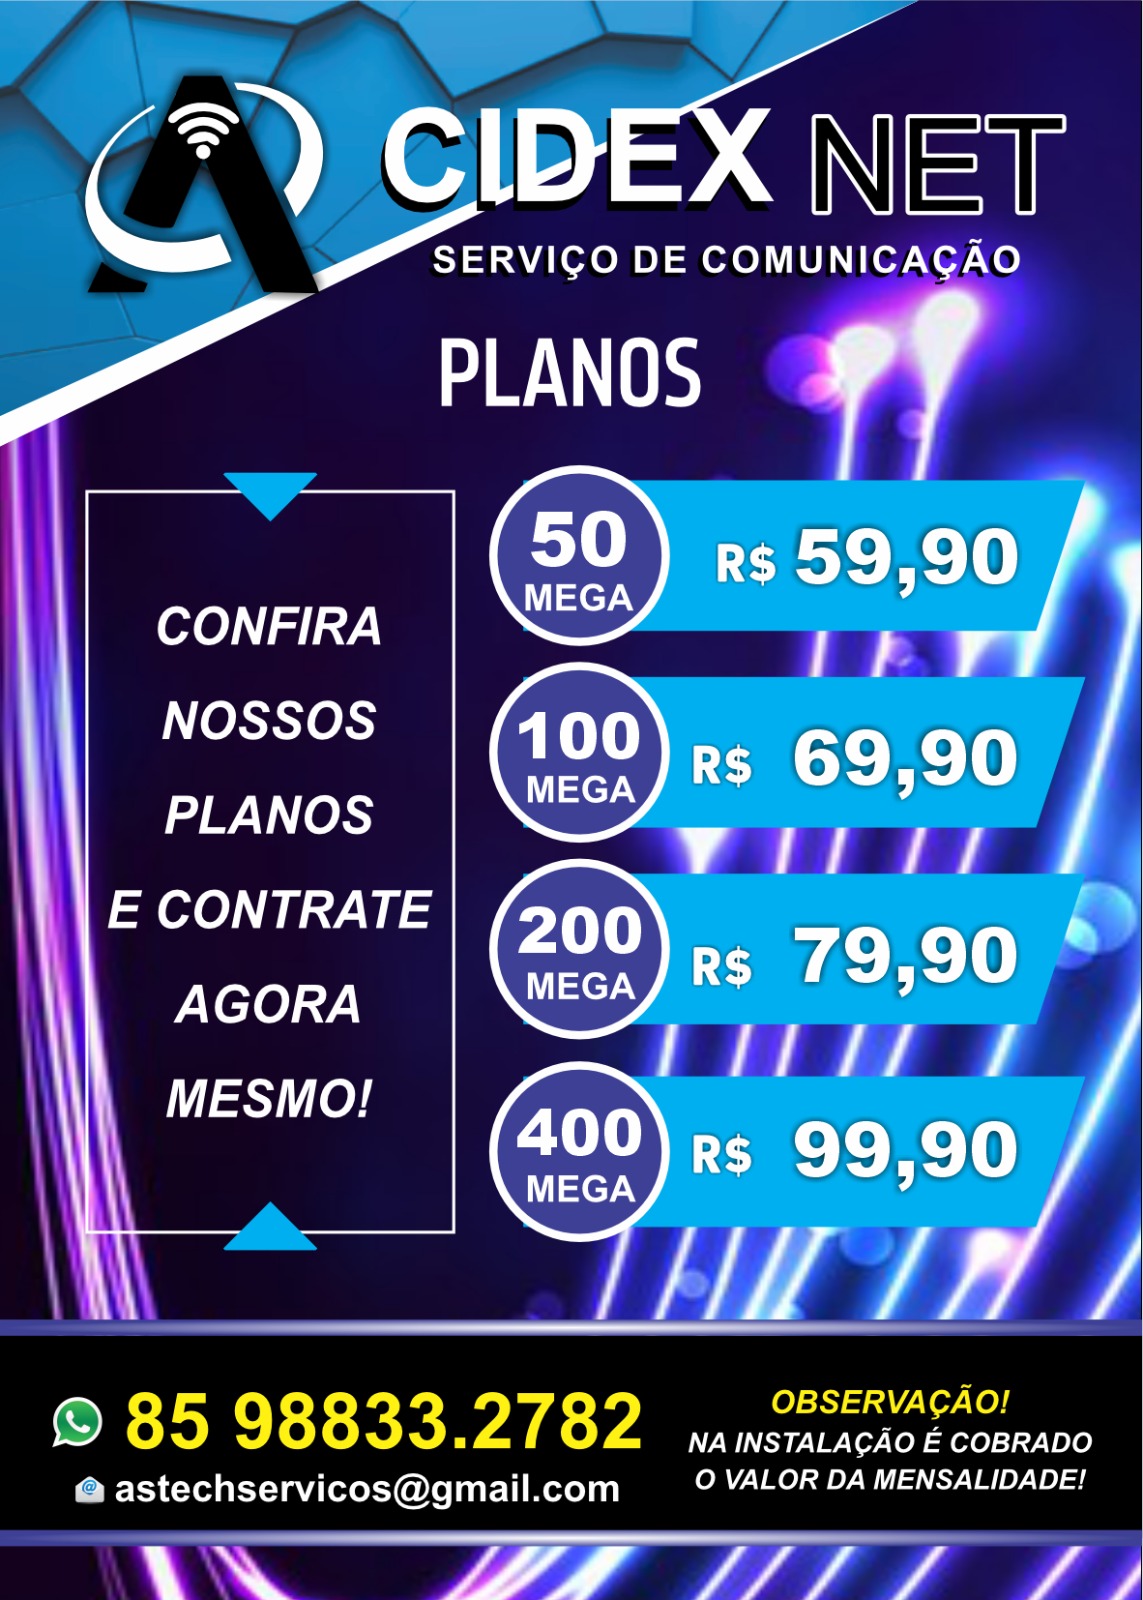 A CIDEX NET
SERVIÇO DE COMUNICAÇÃO
PLANOS
CONFIRA
NOSSOS
PLANOS
E CONTRATE
AGORA
MESMO!
50
MEGA
R$ 59,90
100
MEGA
R$ 69,90
200
MEGA
R$ 79,90
400
MEGA
R$ 99,90
85 98833.2782
astechservicos@gmail.com
OBSERVAÇÃO!
NA INSTALAÇÃO É COBRADO
O VALOR DA MENSALIDADE!